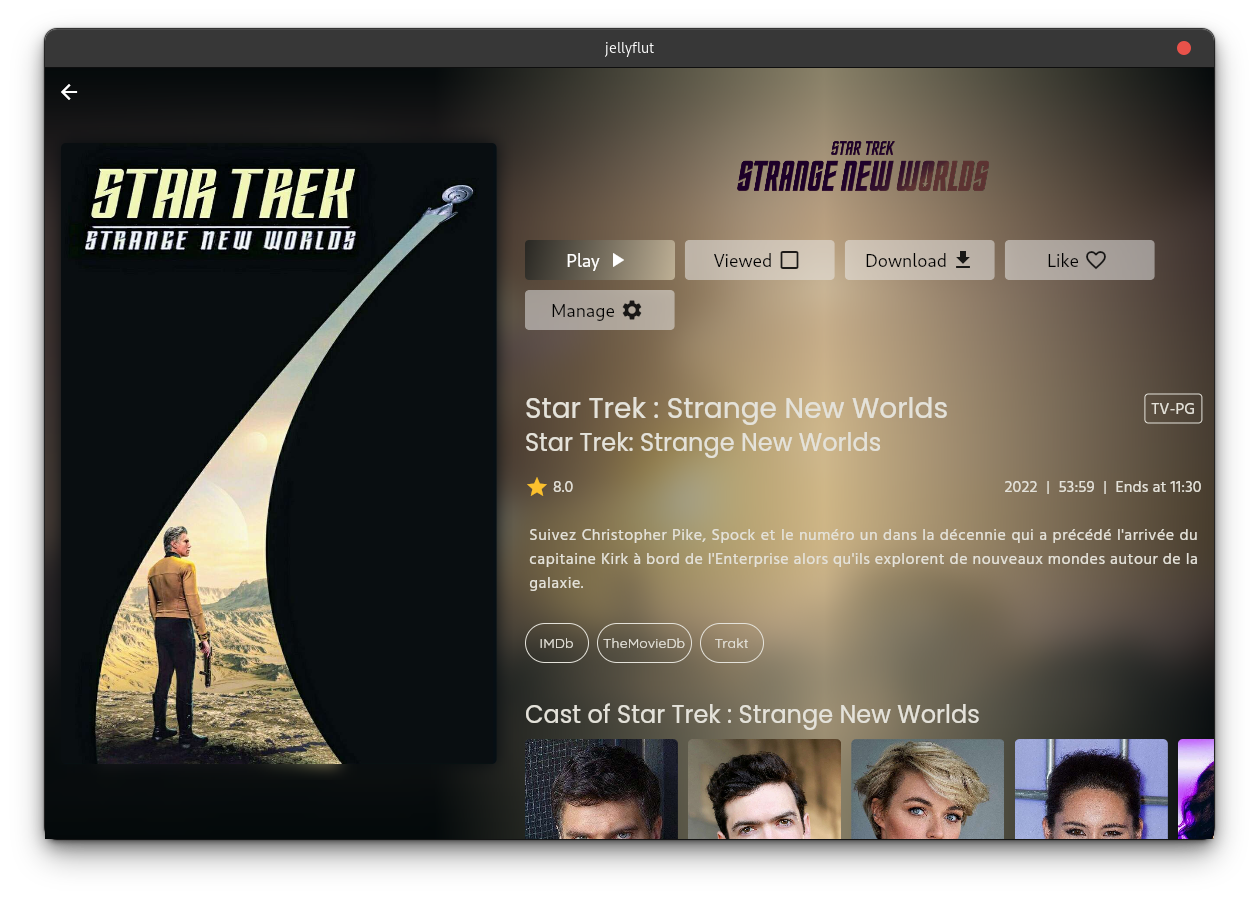 jellyflut
STAR TREK
STRANGE NEW WORLDS
STAR TREK
STRANGE NEW WORLDS
Play
Viewed
Download
Like
Manage
Star Trek : Strange New Worlds
TV-PG
Star Trek: Strange New Worlds
8.0
2022 | 53:59 | Ends at 11:30
Suivez Christopher Pike, Spock et le numéro un dans la décennie qui a précédé l'arrivée du
capitaine Kirk à bord de l'Enterprise alors qu'ils explorent de nouveaux mondes autour de la
galaxie.
IMDb
TheMovieDb
Trakt
Cast of Star Trek : Strange New Worlds